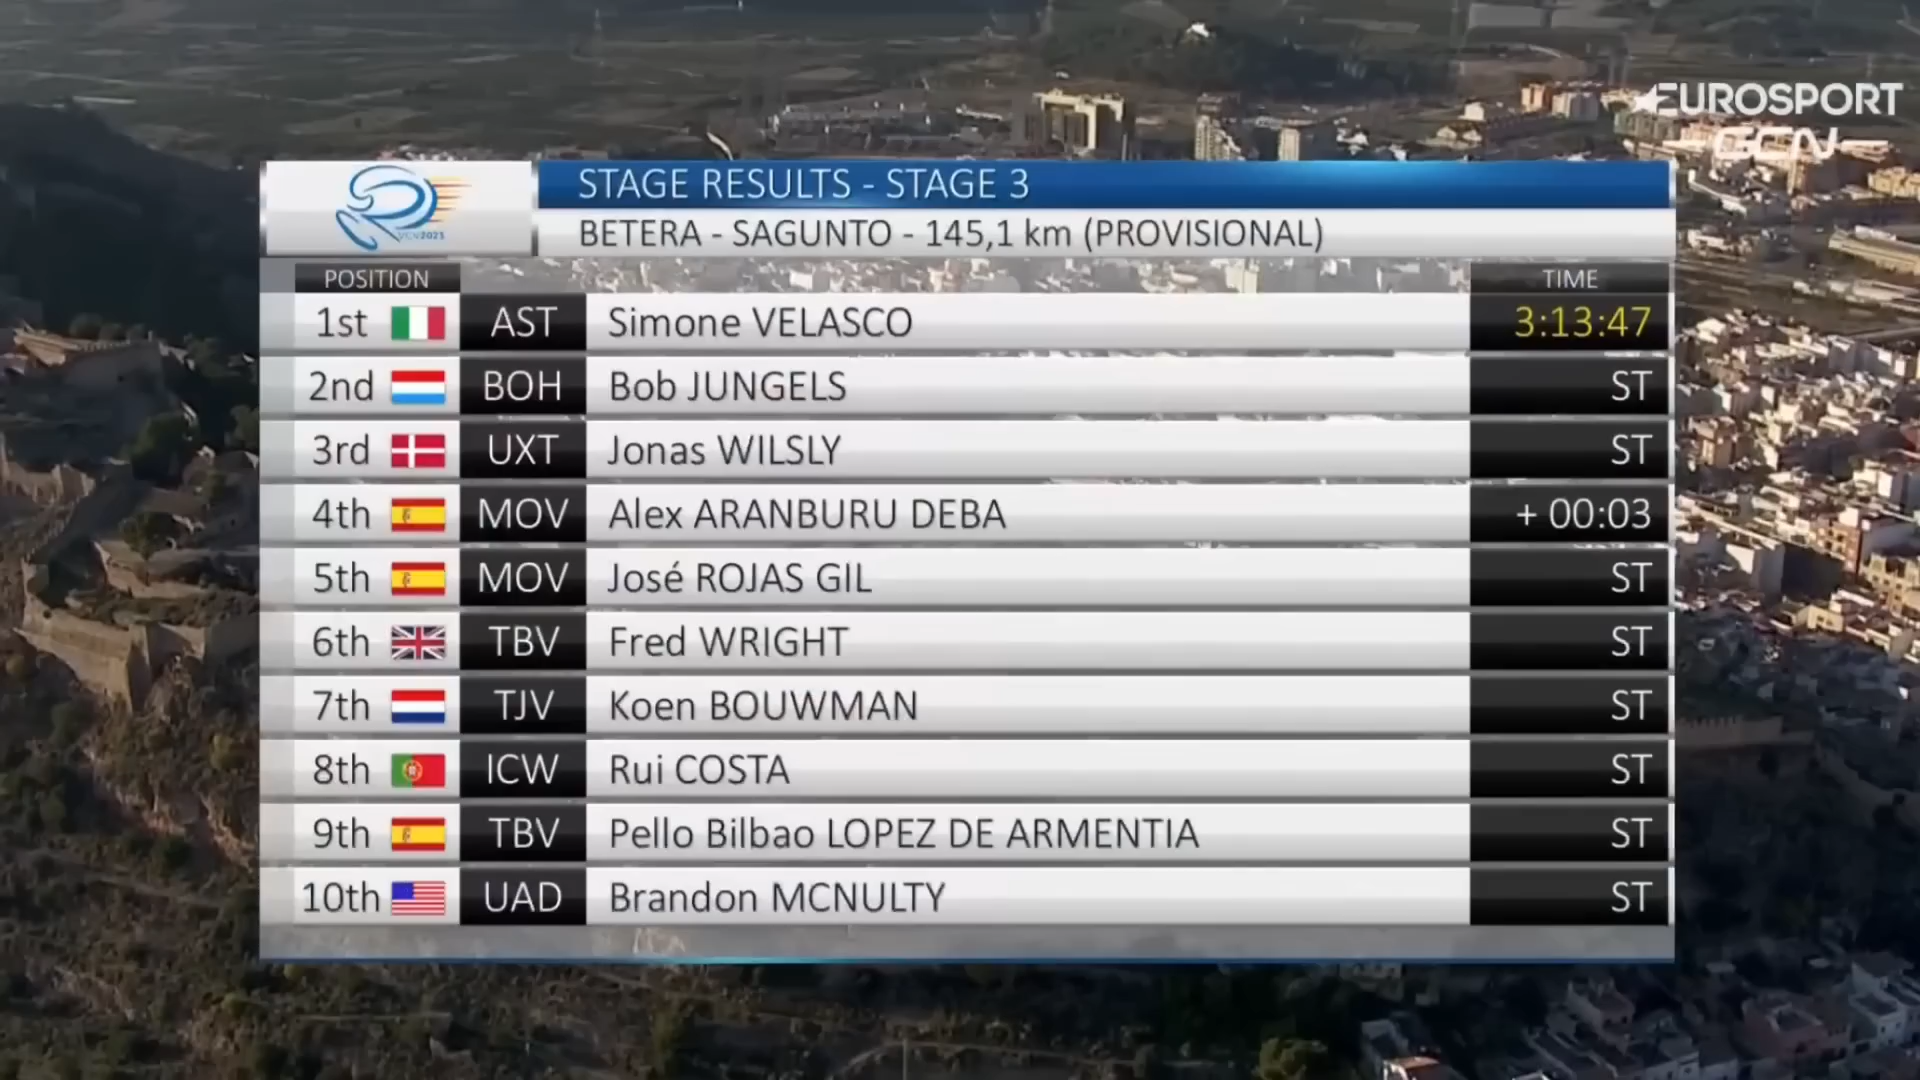 EUROSPORT
GCN
VCV2023
STAGE RESULTS - STAGE 3
BETERA - SAGUNTO - 145,1 km (PROVISIONAL)
POSITION TIME
1st AST Simone VELASCO 3:13:47
2nd BOH Bob JUNGELS ST
3rd UXT Jonas WILSLY ST
4th MOV Alex ARANBURU DEBA + 00:03
5th MOV José ROJAS GIL ST
6th TBV Fred WRIGHT ST
7th TJV Koen BOUWMAN ST
8th ICW Rui COSTA ST
9th TBV Pello Bilbao LOPEZ DE ARMENTIA ST
10th UAD Brandon MCNULTY ST